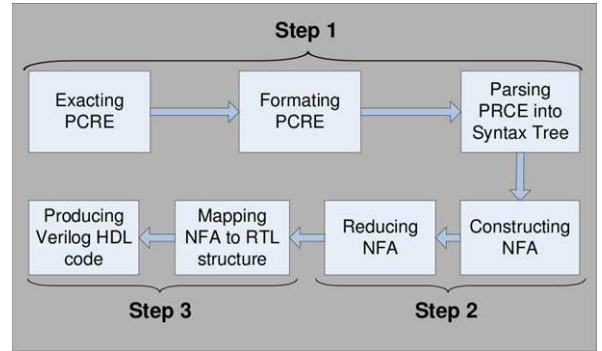 Step 1
Exacting
PCRE
Formating
PCRE
Parsing
PRCE into
Syntax Tree
Constructing
NFA
Reducing
NFA
Mapping
NFA to RTL
structure
Producing
Verilog HDL
code
Step 3
Step 2